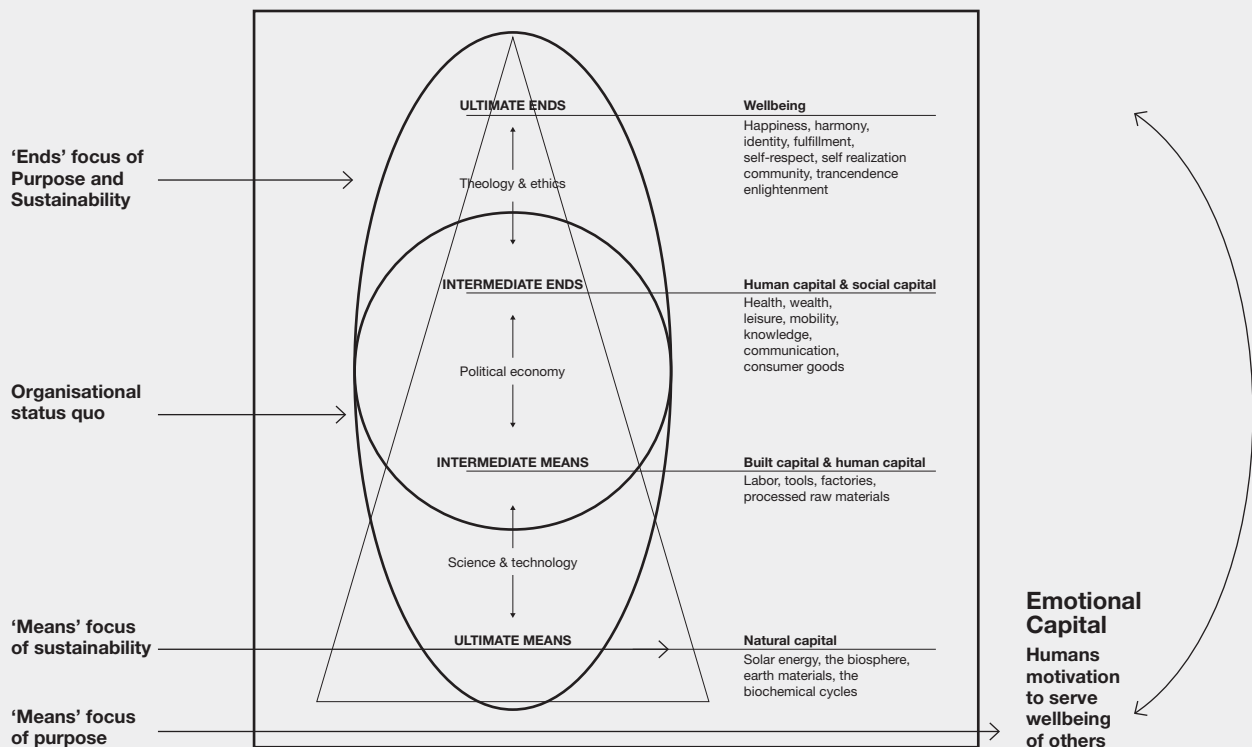 ULTIMATE ENDS
Wellbeing
Happiness, harmony,
identity, fulfillment,
self-respect, self realization
community, trancendence
enlightenment
'Ends' focus of
Purpose and
Sustainability
Theology & ethics
INTERMEDIATE ENDS
Human capital & social capital
Health, wealth,
leisure, mobility,
knowledge,
communication,
consumer goods
Political economy
Organisational
status quo
INTERMEDIATE MEANS
Built capital & human capital
Labor, tools, factories,
processed raw materials
Science & technology
'Means' focus
of sustainability
ULTIMATE MEANS
Natural capital
Solar energy, the biosphere,
earth materials, the
biochemical cycles
Emotional
Capital
Humans
motivation
to serve
wellbeing
of others
'Means' focus
of purpose